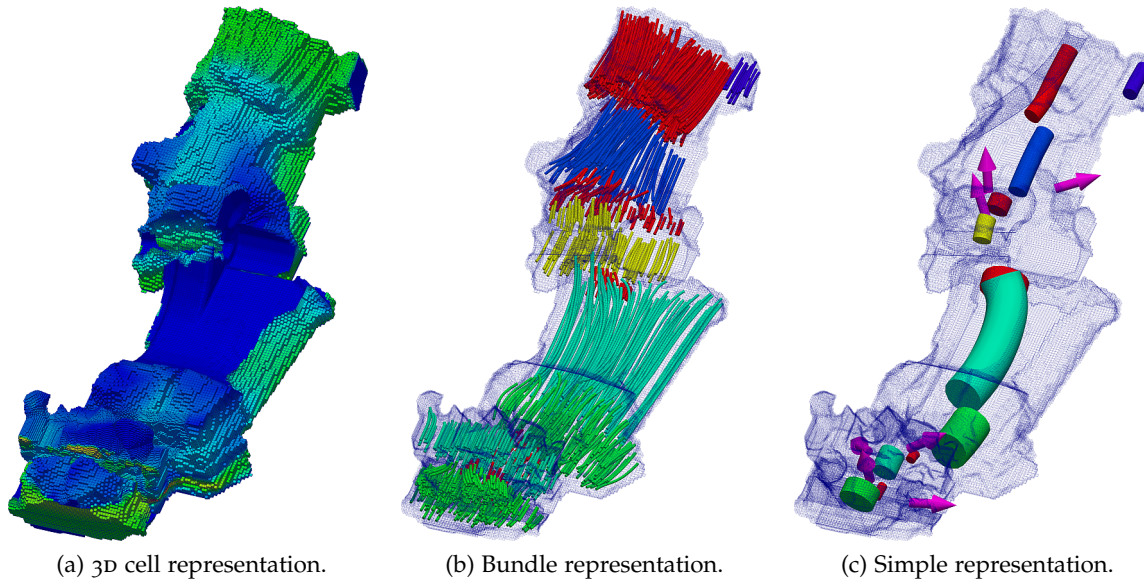 (a) 3D cell representation.
(b) Bundle representation.
(c) Simple representation.